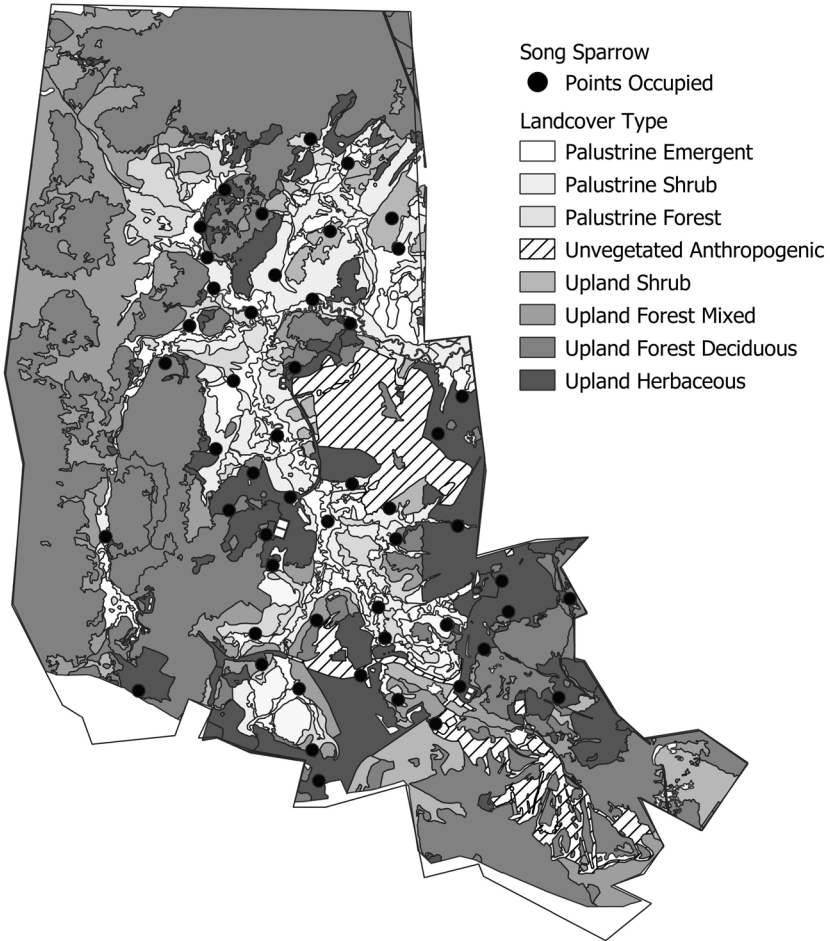 Song Sparrow
Points Occupied
Landcover Type
Palustrine Emergent
Palustrine Shrub
Palustrine Forest
Unvegetated Anthropogenic
Upland Shrub
Upland Forest Mixed
Upland Forest Deciduous
Upland Herbaceous